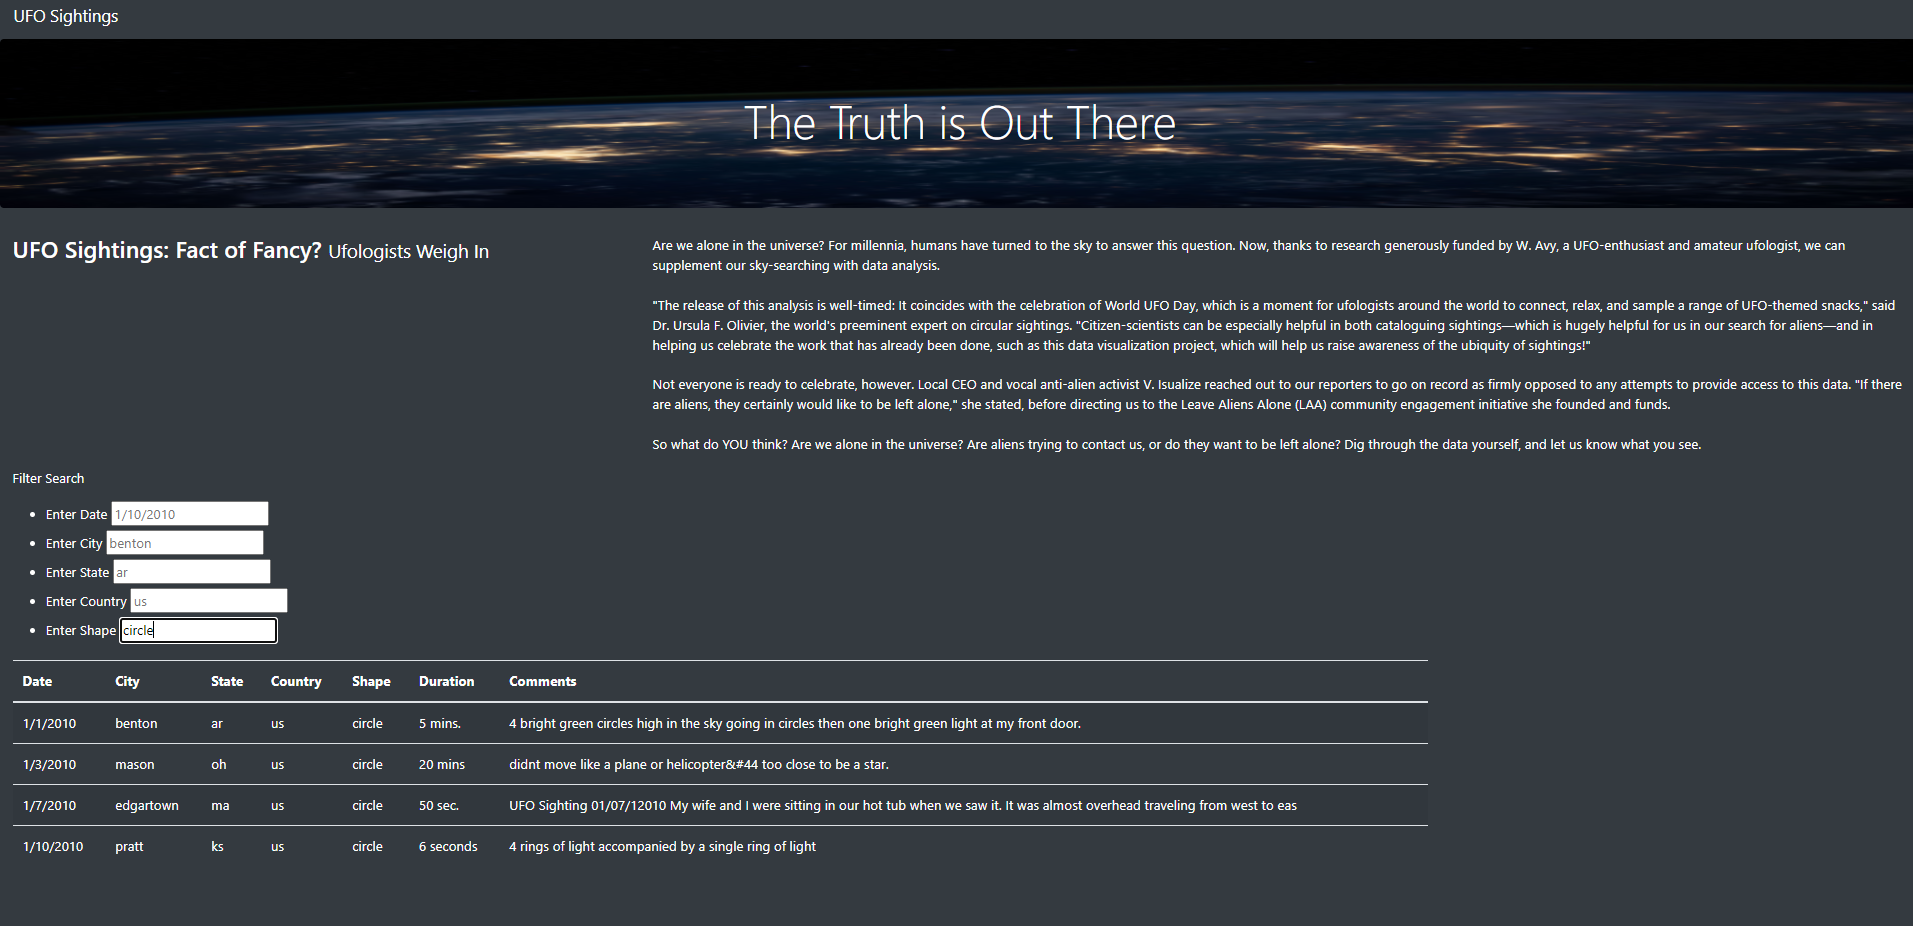 UFO Sightings
The Truth is Out There
UFO Sightings: Fact of Fancy? Ufologists Weigh In
Are we alone in the universe? For millennia, humans have turned to the sky to answer this question. Now, thanks to research generously funded by W. Avy, a UFO-enthusiast and amateur ufologist, we can
supplement our sky-searching with data analysis.
"The release of this analysis is well-timed: It coincides with the celebration of World UFO Day, which is a moment for ufologists around the world to connect, relax, and sample a range of UFO-themed snacks," said
Dr. Ursula F. Olivier, the world's preeminent expert on circular sightings. "Citizen-scientists can be especially helpful in both cataloguing sightings—which is hugely helpful for us in our search for aliens—and in
helping us celebrate the work that has already been done, such as this data visualization project, which will help us raise awareness of the ubiquity of sightings!"
Not everyone is ready to celebrate, however. Local CEO and vocal anti-alien activist V. Isualize reached out to our reporters to go on record as firmly opposed to any attempts to provide access to this data. "If there
are aliens, they certainly would like to be left alone," she stated, before directing us to the Leave Aliens Alone (LAA) community engagement initiative she founded and funds.
So what do YOU think? Are we alone in the universe? Are aliens trying to contact us, or do they want to be left alone? Dig through the data yourself, and let us know what you see.
Filter Search
• Enter Date 1/10/2010
• Enter City benton
• Enter State ar
• Enter Country us
• Enter Shape circle
Date City State Country Shape Duration Comments
1/1/2010 benton ar us circle 5 mins. 4 bright green circles high in the sky going in circles then one bright green light at my front door.
1/3/2010 mason oh us circle 20 mins didnt move like a plane or helicopter&#44 too close to be a star.
1/7/2010 edgartown ma us circle 50 sec. UFO Sighting 01/07/12010 My wife and I were sitting in our hot tub when we saw it. It was almost overhead traveling from west to eas
1/10/2010 pratt ks us circle 6 seconds 4 rings of light accompanied by a single ring of light